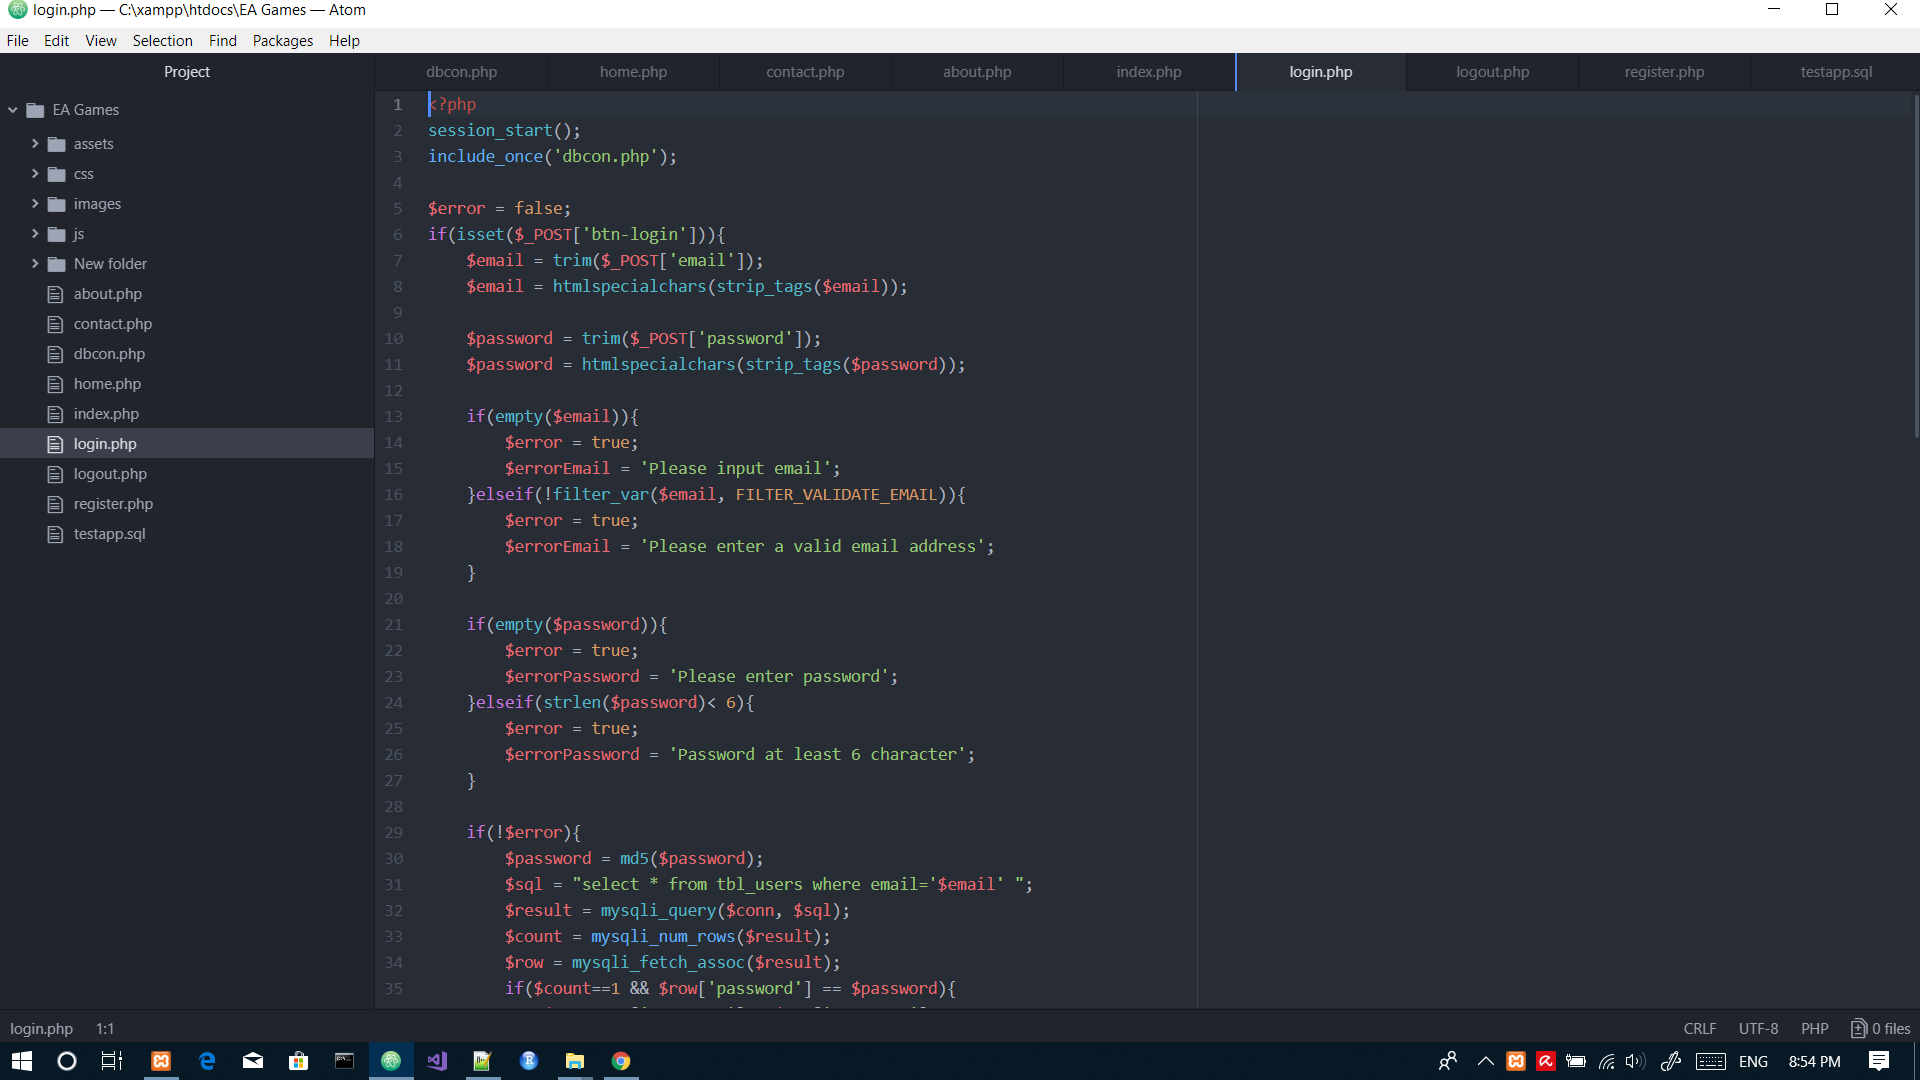 login.php — C:\xampp\htdocs\EA Games — Atom
File Edit View Selection Find Packages Help
Project
dbcon.php home.php contact.php about.php index.php login.php logout.php register.php testapp.sql
EA Games
assets
css
images
js
New folder
about.php
contact.php
dbcon.php
home.php
index.php
login.php
logout.php
register.php
testapp.sql
1 <?php
2 session_start();
3 include_once('dbcon.php');
4
5 $error = false;
6 if(isset($_POST['btn-login'])){
7 $email = trim($_POST['email']);
8 $email = htmlspecialchars(strip_tags($email));
9
10 $password = trim($_POST['password']);
11 $password = htmlspecialchars(strip_tags($password));
12
13 if(empty($email)){
14 $error = true;
15 $errorEmail = 'Please input email';
16 }elseif(!filter_var($email, FILTER_VALIDATE_EMAIL)){
17 $error = true;
18 $errorEmail = 'Please enter a valid email address';
19 }
20
21 if(empty($password)){
22 $error = true;
23 $errorPassword = 'Please enter password';
24 }elseif(strlen($password)< 6){
25 $error = true;
26 $errorPassword = 'Password at least 6 character';
27 }
28
29 if(!$error){
30 $password = md5($password);
31 $sql = "select * from tbl_users where email='$email' ";
32 $result = mysqli_query($conn, $sql);
33 $count = mysqli_num_rows($result);
34 $row = mysqli_fetch_assoc($result);
35 if($count==1 && $row['password'] == $password){
login.php 1:1 CRLF UTF-8 PHP 0 files
ENG 8:54 PM